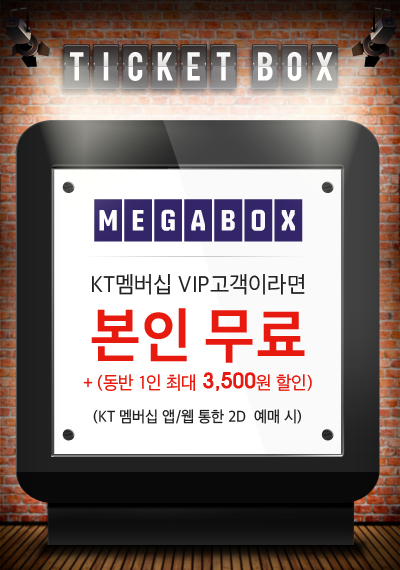 TICKET BOX
MEGABOX
KT멤버십 VIP고객이라면
본인 무료
+ (동반 1인 최대 3,500원 할인)
(KT 멤버십 앱/웹 통한 2D 예매 시)